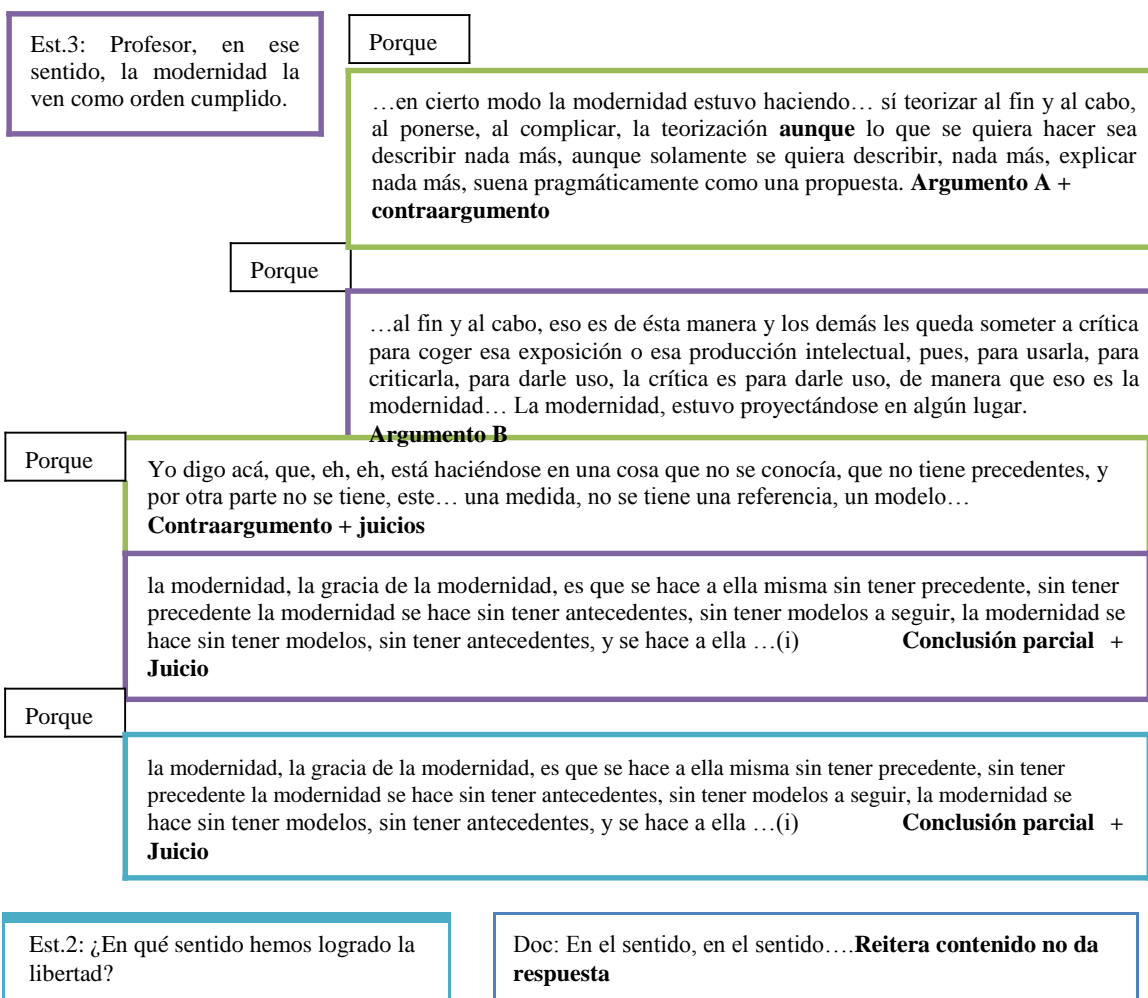 Est.3: Profesor, en ese
sentido, la modernidad la
ven como orden cumplido.
Porque
…en cierto modo la modernidad estuvo haciendo… sí teorizar al fin y al cabo,
al ponerse, al complicar, la teorización aunque lo que se quiera hacer sea
describir nada más, aunque solamente se quiera describir, nada más, explicar
nada más, suena pragmáticamente como una propuesta. Argumento A +
contraargumento
Porque
…al fin y al cabo, eso es de ésta manera y los demás les queda someter a crítica
para coger esa exposición o esa producción intelectual, pues, para usarla, para
criticarla, para darle uso, la crítica es para darle uso, de manera que eso es la
modernidad… La modernidad, estuvo proyectándose en algún lugar.
Argumento B
Porque
Yo digo acá, que, eh, eh, está haciéndose en una cosa que no se conocía, que no tiene precedentes, y
por otra parte no se tiene, este… una medida, no se tiene una referencia, un modelo…
Contraargumento + juicios
la modernidad, la gracia de la modernidad, es que se hace a ella misma sin tener precedente, sin tener
precedente la modernidad se hace sin tener antecedentes, sin tener modelos a seguir, la modernidad se
hace sin tener modelos, sin tener antecedentes, y se hace a ella …(i) Conclusión parcial +
Juicio
Porque
la modernidad, la gracia de la modernidad, es que se hace a ella misma sin tener precedente, sin tener
precedente la modernidad se hace sin tener antecedentes, sin tener modelos a seguir, la modernidad se
hace sin tener modelos, sin tener antecedentes, y se hace a ella …(i) Conclusión parcial +
Juicio
Est.2: ¿En qué sentido hemos logrado la
libertad?
Doc: En el sentido, en el sentido….Reitera contenido no da
respuesta